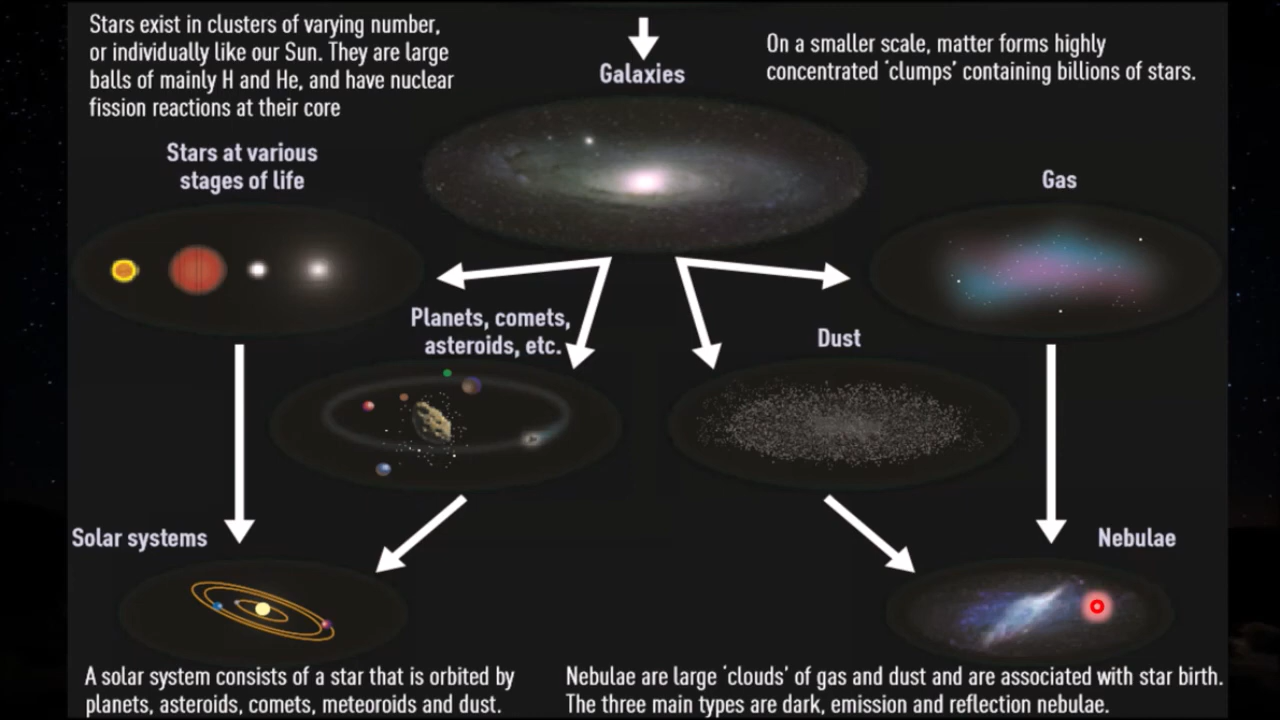 Stars exist in clusters of varying number,
or individually like our Sun. They are large
balls of mainly H and He, and have nuclear
fission reactions at their core
Galaxies
On a smaller scale, matter forms highly
concentrated 'clumps' containing billions of stars.
Stars at various
stages of life
Gas
Planets, comets,
asteroids, etc.
Dust
Solar systems
Nebulae
A solar system consists of a star that is orbited by
planets, asteroids, comets, meteoroids and dust.
Nebulae are large 'clouds' of gas and dust and are associated with star birth.
The three main types are dark, emission and reflection nebulae.